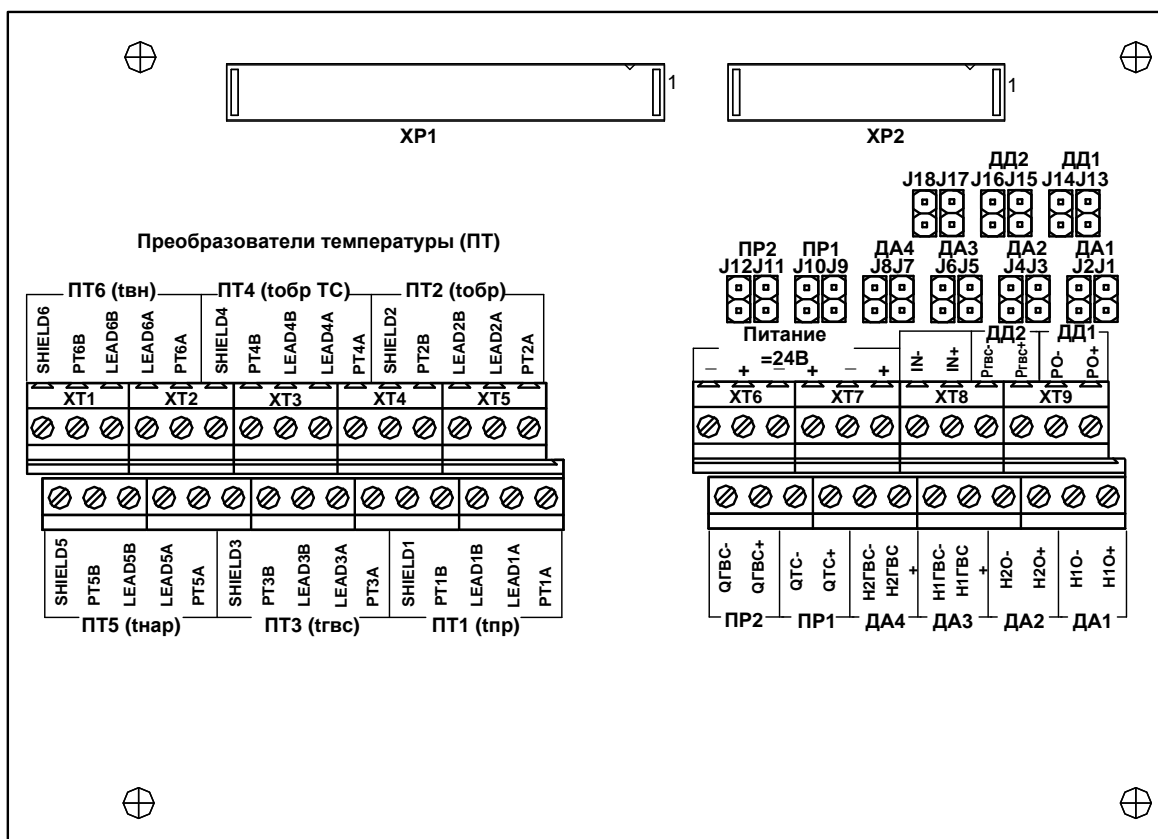 1
1
XP1
XP2
ДД2
ДД1
J18J17
J16J15
J14J13
Преобразователи температуры (ПТ)
ПР2
ПР1
ДА4
ДА3
ДА2
ДА1
J12J11
J10J9
J8J7
J6J5
J4J3
J2J1
ПТ6 (tвн)
ПТ4 (tобр ТС)
ПТ2 (tобр)
Питание
=24В
ДД2
ДД1
SHIELD6
PT6B
LEAD6B
LEAD6A
PT6A
SHIELD4
PT4B
LEAD4B
LEAD4A
PT4A
SHIELD2
PT2B
LEAD2B
LEAD2A
PT2A
– + – + – +
IN-
IN+
Pгвс-
Pгвс+
PO-
PO+
XT1
XT2
XT3
XT4
XT5
XT6
XT7
XT8
XT9
SHIELD5
PT5B
LEAD5B
LEAD5A
PT5A
SHIELD3
PT3B
LEAD3B
LEAD3A
PT3A
SHIELD1
PT1B
LEAD1B
LEAD1A
PT1A
QГВС-
QГВС+
QТС-
QТС+
H2ГВС-
H2ГВС
+
H1ГВС-
H1ГВС
+
H2O-
H2O+
H1O-
H1O+
ПТ5 (tнар)
ПТ3 (tгвс)
ПТ1 (tпр)
ПР2
ПР1
ДА4
ДА3
ДА2
ДА1